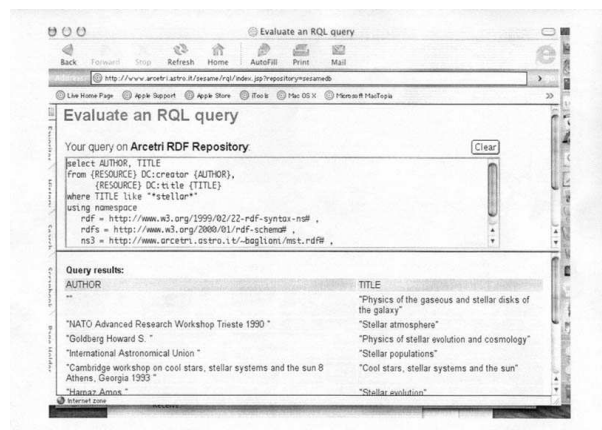 Evaluate an RQL query
Back Forward Stop Refresh Home AutoFill Print Mail
http://www.arcetri.astro.it/sesame/rql/index.jsp?repository=sesamedb
Live Home Page Apple Support Apple Store iTools Mac OS X Microsoft MacTopia
Evaluate an RQL query
Your query on Arcetri RDF Repository: Clear
select AUTHOR, TITLE
from {RESOURCE} DC:creator {AUTHOR},
{RESOURCE} DC:title {TITLE}
where TITLE like "*stellar*"
using namespace
rdf = http://www.w3.org/1999/02/22-rdf-syntax-ns# ,
rdfs = http://www.w3.org/2000/01/rdf-schema# ,
ns3 = http://www.arcetri.astro.it/~baglioni/mst.rdf# ,
Query results:
AUTHOR TITLE
"" "Physics of the gaseous and stellar disks of
the galaxy"
"NATO Advanced Research Workshop Trieste 1990 " "Stellar atmosphere"
"Goldberg Howard S. " "Physics of stellar evolution and cosmology"
"International Astronomical Union " "Stellar populations"
"Cambridge workshop on cool stars, stellar systems and the sun 8 "Cool stars, stellar systems and the sun"
Athens, Georgia 1993 "
"Harpaz Amos " "Stellar evolution"
Internet zone